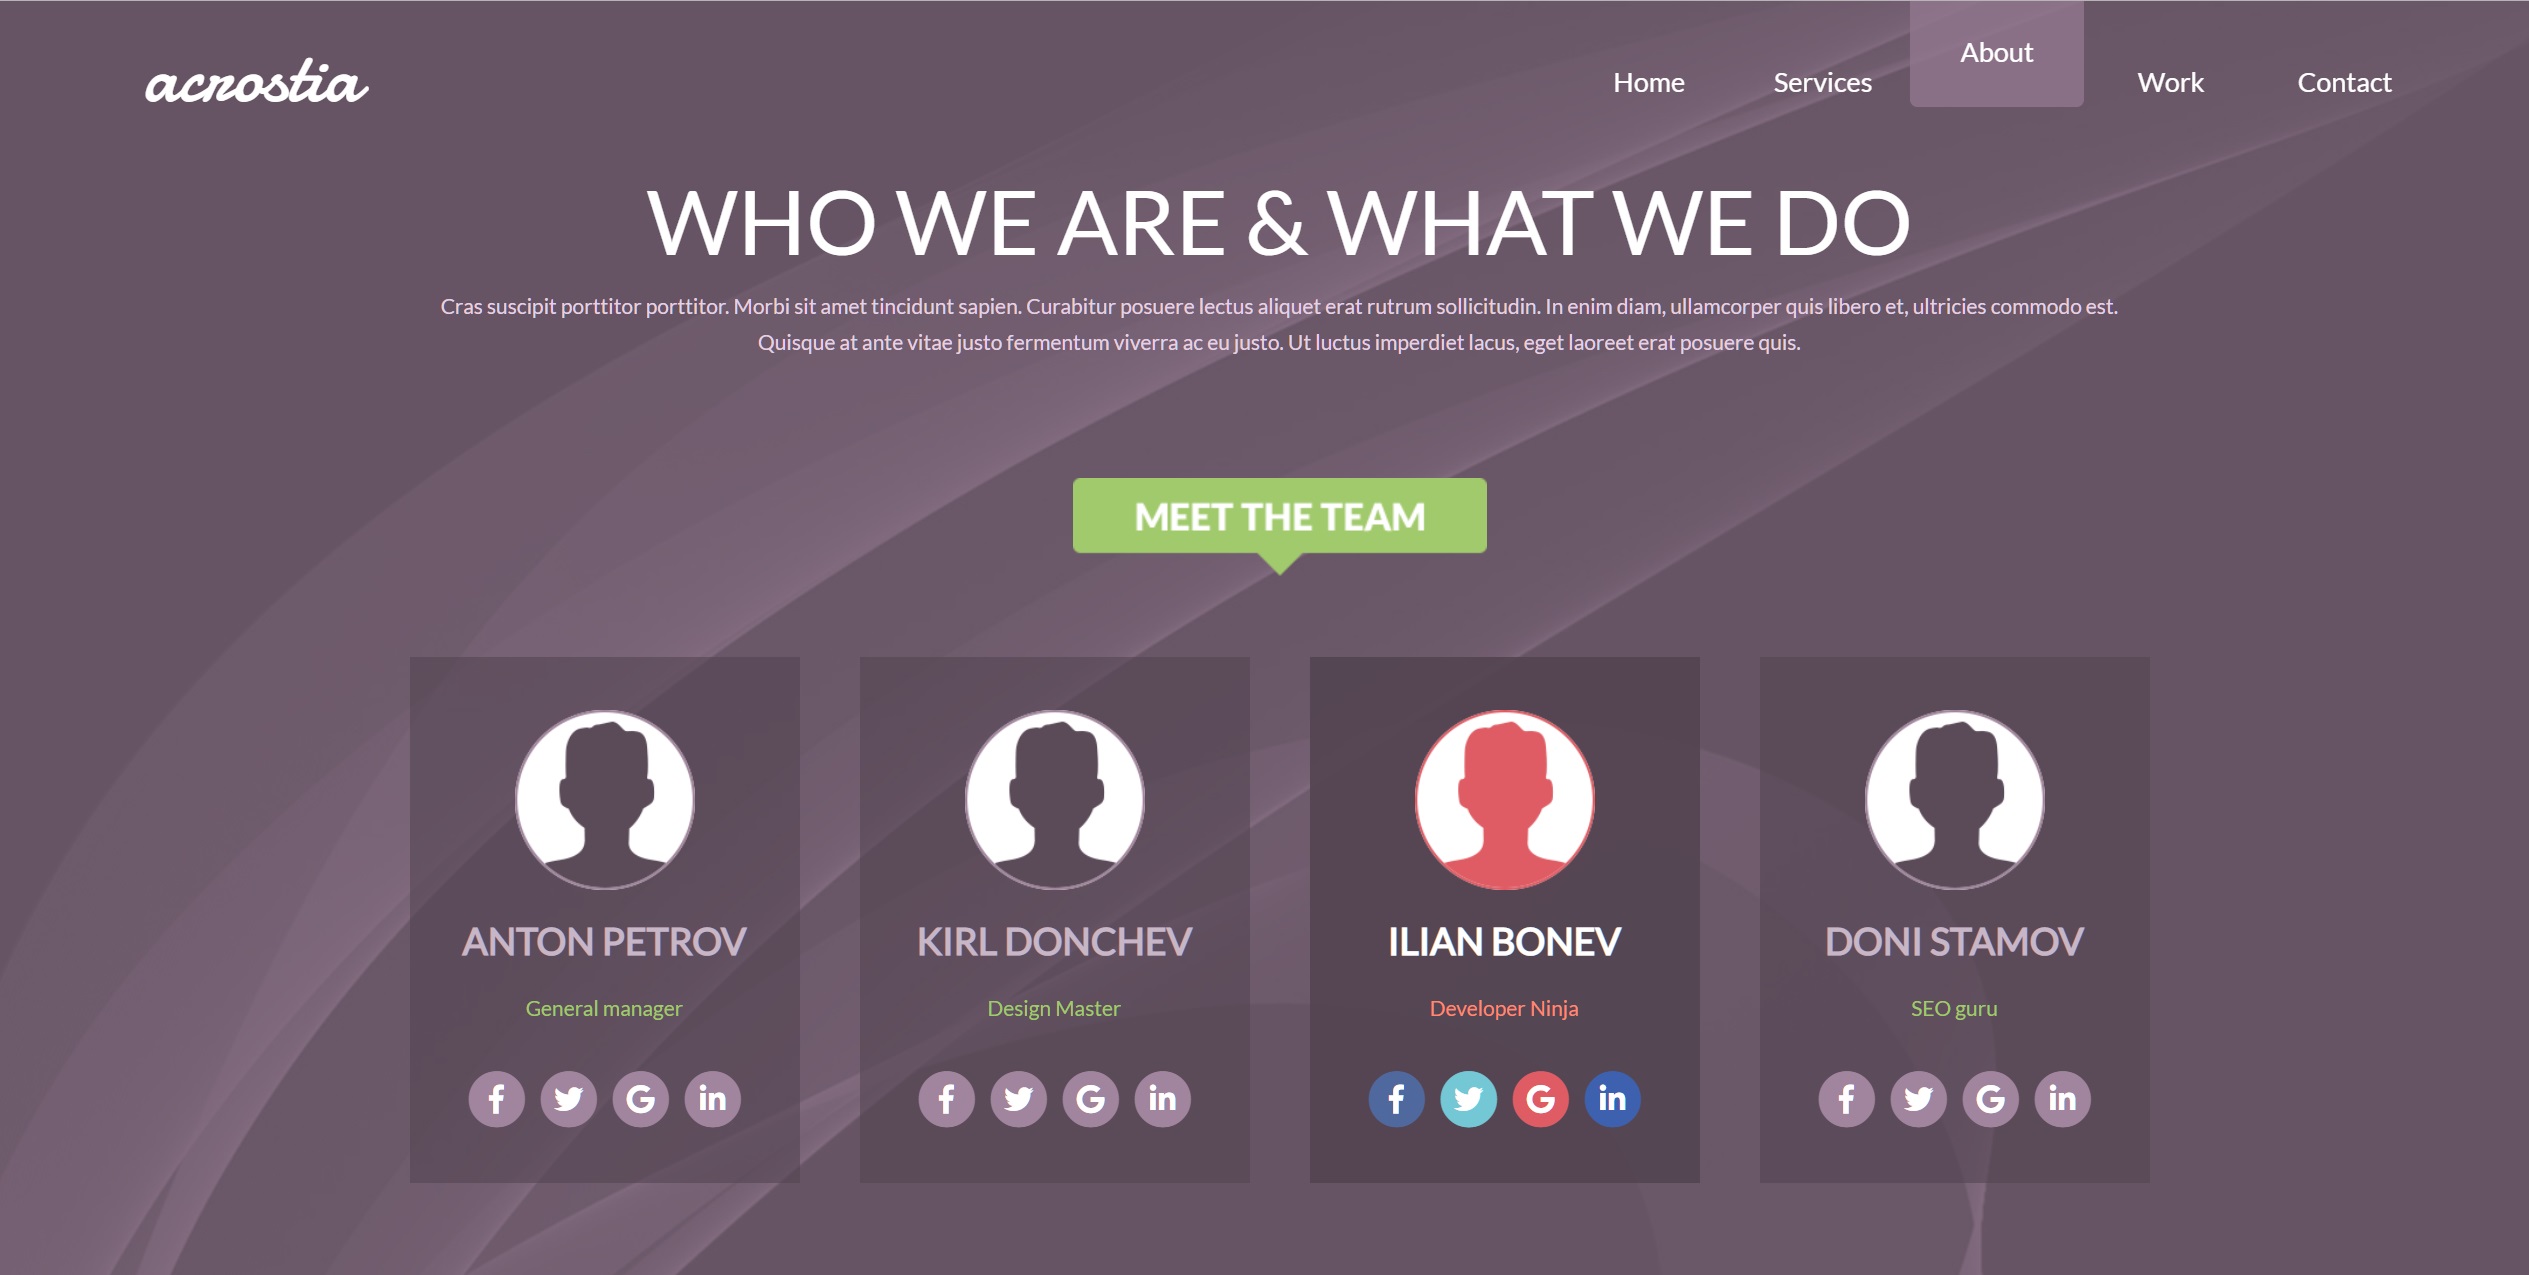 acrostia
Home Services About Work Contact
WHO WE ARE & WHAT WE DO
Cras suscipit porttitor porttitor. Morbi sit amet tincidunt sapien. Curabitur posuere lectus aliquet erat rutrum sollicitudin. In enim diam, ullamcorper quis libero et, ultricies commodo est.
Quisque at ante vitae justo fermentum viverra ac eu justo. Ut luctus imperdiet lacus, eget laoreet erat posuere quis.
MEET THE TEAM
ANTON PETROV
General manager
KIRL DONCHEV
Design Master
ILIAN BONEV
Developer Ninja
DONI STAMOV
SEO guru